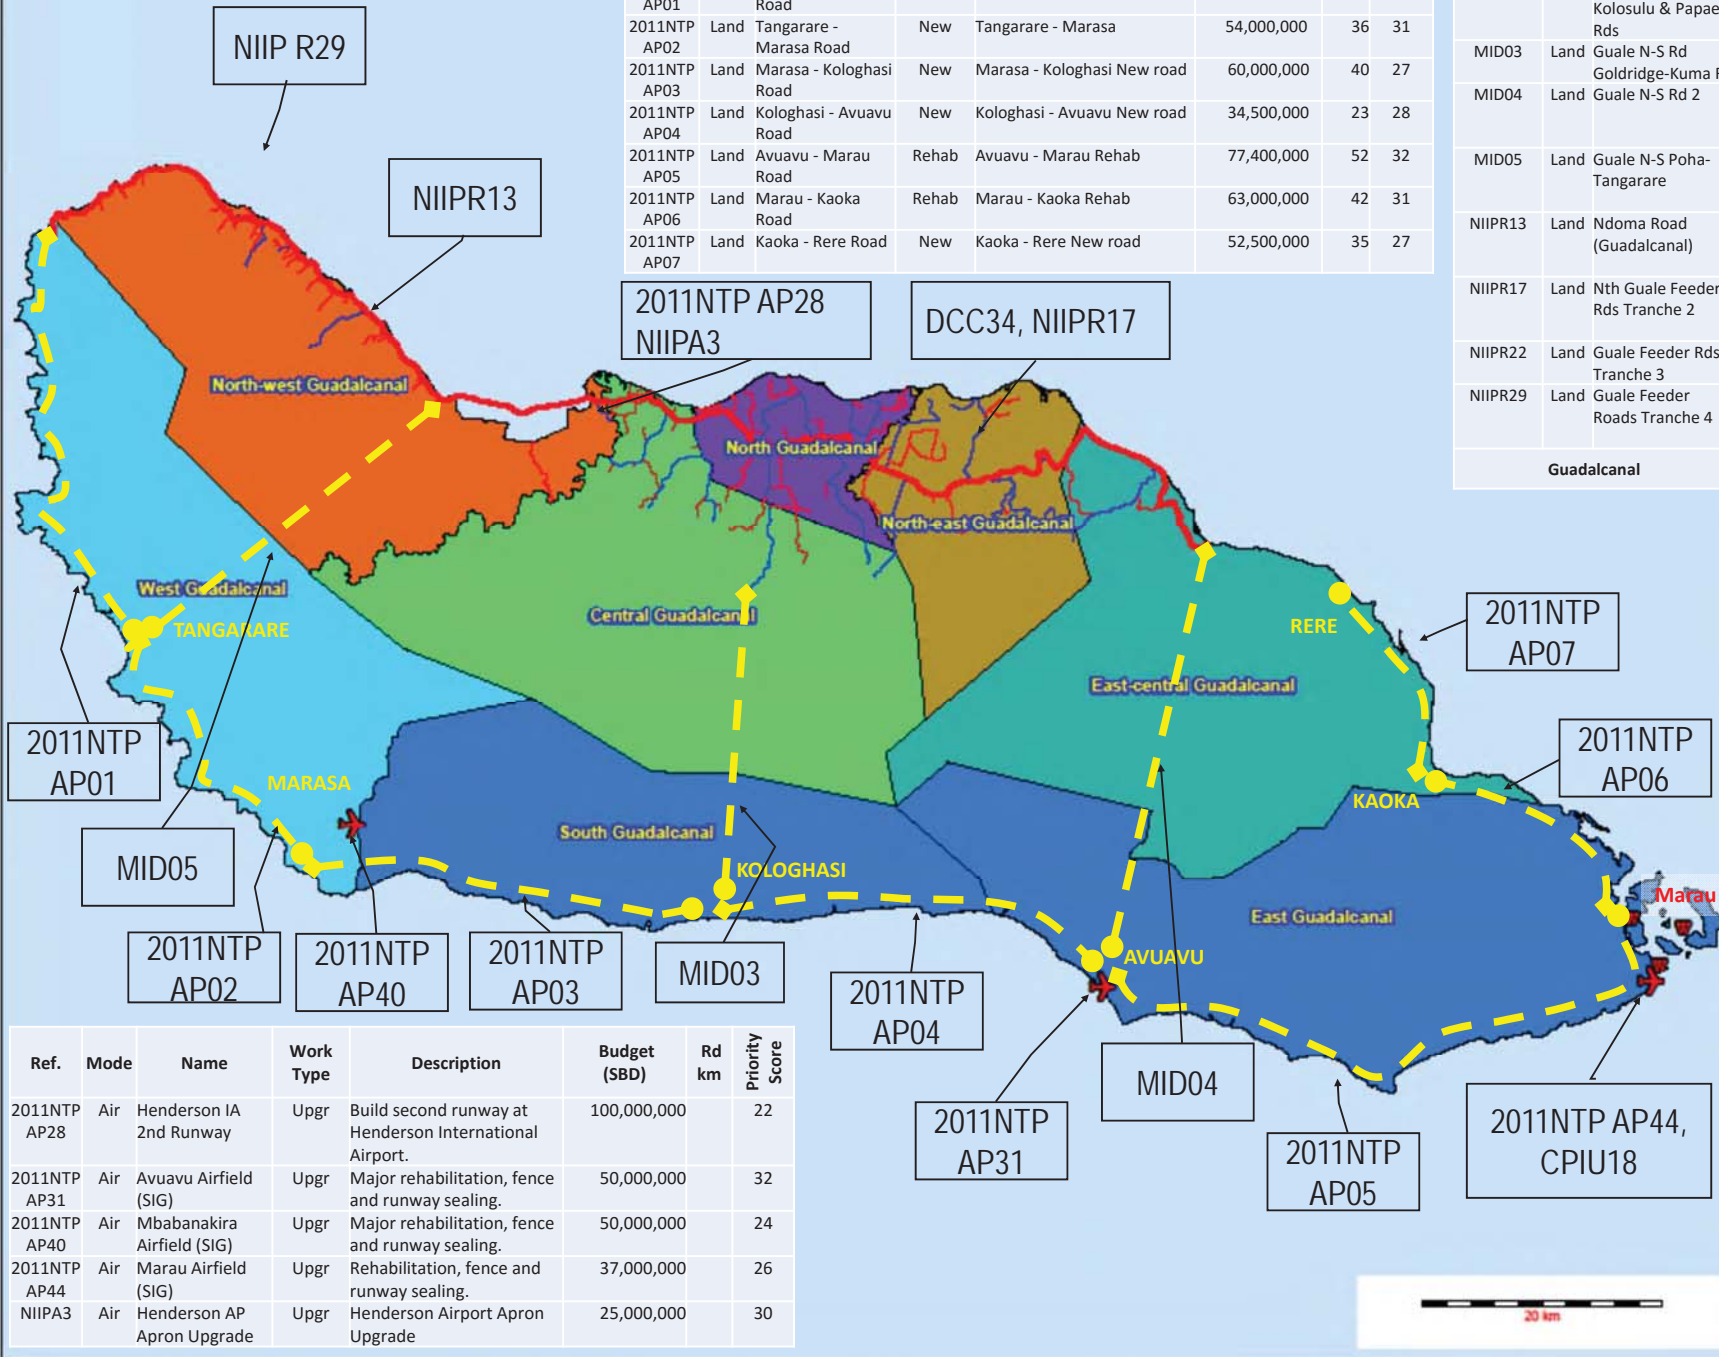 AP01 Road
2011NTP AP02 Land Tangarare - Marasa Road New Tangarare - Marasa 54,000,000 36 31
2011NTP AP03 Land Marasa - Kologhasi Road New Marasa - Kologhasi New road 60,000,000 40 27
2011NTP AP04 Land Kologhasi - Avuavu Road New Kologhasi - Avuavu New road 34,500,000 23 28
2011NTP AP05 Land Avuavu - Marau Road Rehab Avuavu - Marau Rehab 77,400,000 52 32
2011NTP AP06 Land Marau - Kaoka Road Rehab Marau - Kaoka Rehab 63,000,000 42 31
2011NTP AP07 Land Kaoka - Rere Road New Kaoka - Rere New road 52,500,000 35 27
Kolosulu & Papae
Rds
MID03 Land Guale N-S Rd
Goldridge-Kuma
MID04 Land Guale N-S Rd 2
MID05 Land Guale N-S Poha-
Tangarare
NIIPR13 Land Ndoma Road
(Guadalcanal)
NIIPR17 Land Nth Guale Feeder
Rds Tranche 2
NIIPR22 Land Guale Feeder Rds
Tranche 3
NIIPR29 Land Guale Feeder
Roads Tranche 4
Guadalcanal
NIIP R29
NIIPR13
2011NTP AP28
NIIPA3
DCC34, NIIPR17
North-west Guadalcanal
North Guadalcanal
North-east Guadalcanal
West Guadalcanal
Central Guadalcanal
TANGARARE
RERE
2011NTP
AP07
East-central Guadalcanal
2011NTP
AP01
2011NTP
AP06
MARASA
KAOKA
South Guadalcanal
MID05
KOLOGHASI
Marau
East Guadalcanal
2011NTP
AP02
2011NTP
AP40
2011NTP
AP03
MID03
AVUAVU
2011NTP
AP04
MID04
2011NTP
AP31
2011NTP
AP05
2011NTP AP44,
CPIU18
Ref. Mode Name Work Type Description Budget (SBD) Rd km Priority Score
2011NTP AP28 Air Henderson IA 2nd Runway Upgr Build second runway at Henderson International Airport. 100,000,000 22
2011NTP AP31 Air Avuavu Airfield (SIG) Upgr Major rehabilitation, fence and runway sealing. 50,000,000 32
2011NTP AP40 Air Mbabanakira Airfield (SIG) Upgr Major rehabilitation, fence and runway sealing. 50,000,000 24
2011NTP AP44 Air Marau Airfield (SIG) Upgr Rehabilitation, fence and runway sealing. 37,000,000 26
NIIPA3 Air Henderson AP Apron Upgrade Upgr Henderson Airport Apron Upgrade 25,000,000 30
20 km